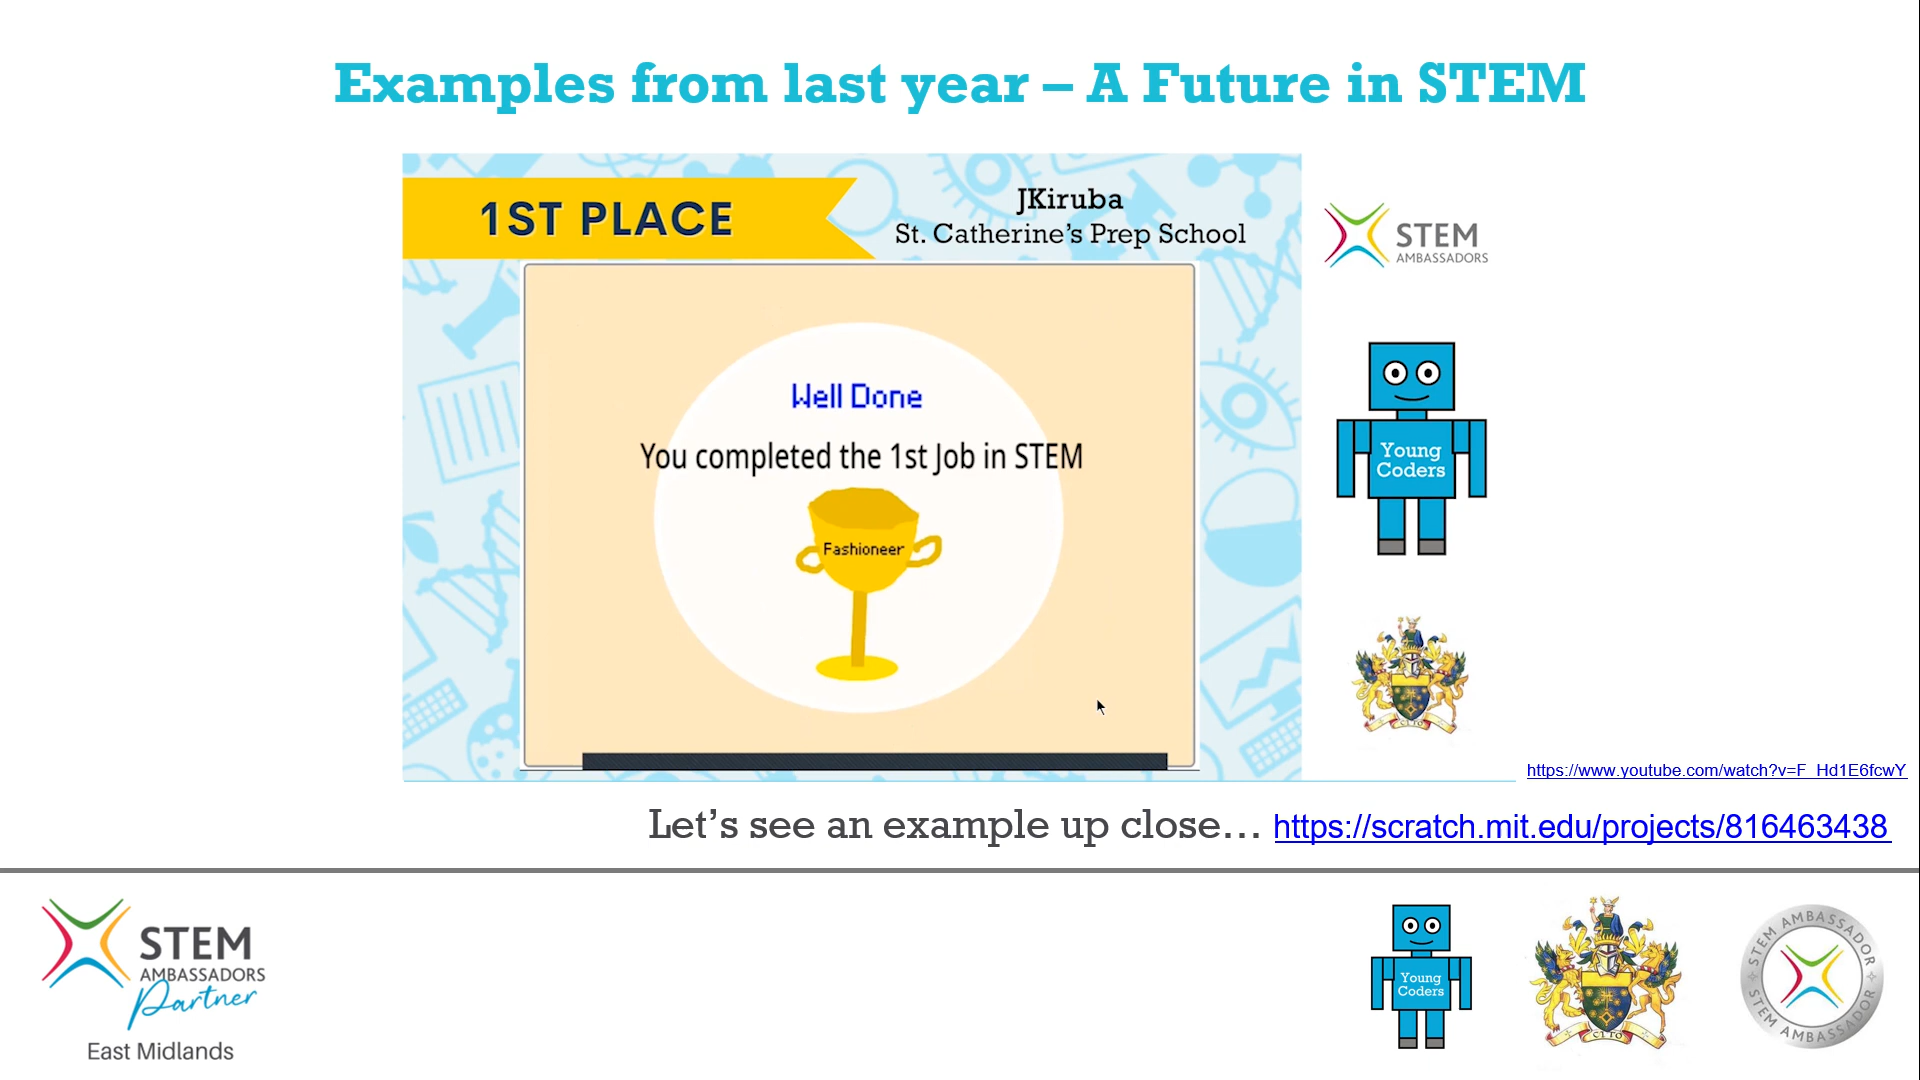 Examples from last year – A Future in STEM
1ST PLACE
JKiruba
St. Catherine's Prep School
STEM
AMBASSADORS
Well Done
You completed the 1st Job in STEM
Fashioneer
Young
Coders
https://www.youtube.com/watch?v=F_Hd1E6fcwY
Let's see an example up close… https://scratch.mit.edu/projects/816463438
STEM
AMBASSADORS
Partner
East Midlands
Young
Coders
STEM AMBASSADOR
STEM AMBASSADOR